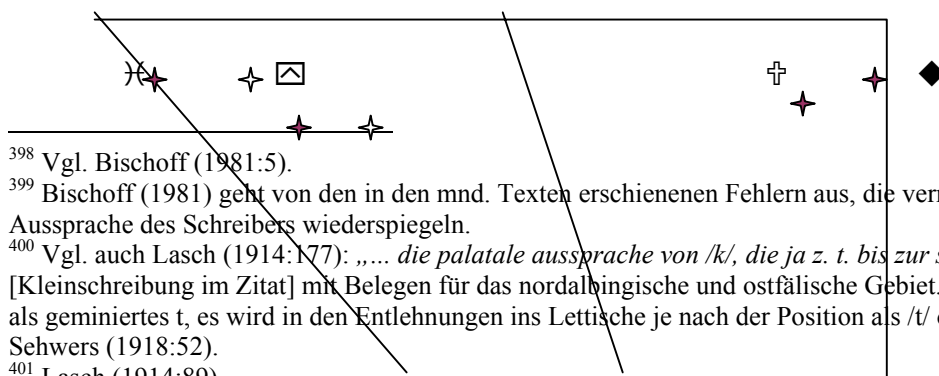 398 Vgl. Bischoff (1981:5).
399 Bischoff (1981) geht von den in den mnd. Texten erschienenen Fehlern aus, die
Aussprache des Schreibers wiederspiegeln.
400 Vgl. auch Lasch (1914:177): „... die palatale aussprache von /k/, die ja z. t. bis zur
[Kleinschreibung im Zitat] mit Belegen für das nordalbingische und ostfälische Gebiet.
als geminiertes t, es wird in den Entlehnungen ins Lettische je nach der Position als /t/
Sehwers (1918:52).
401 Lasch (1914:89)